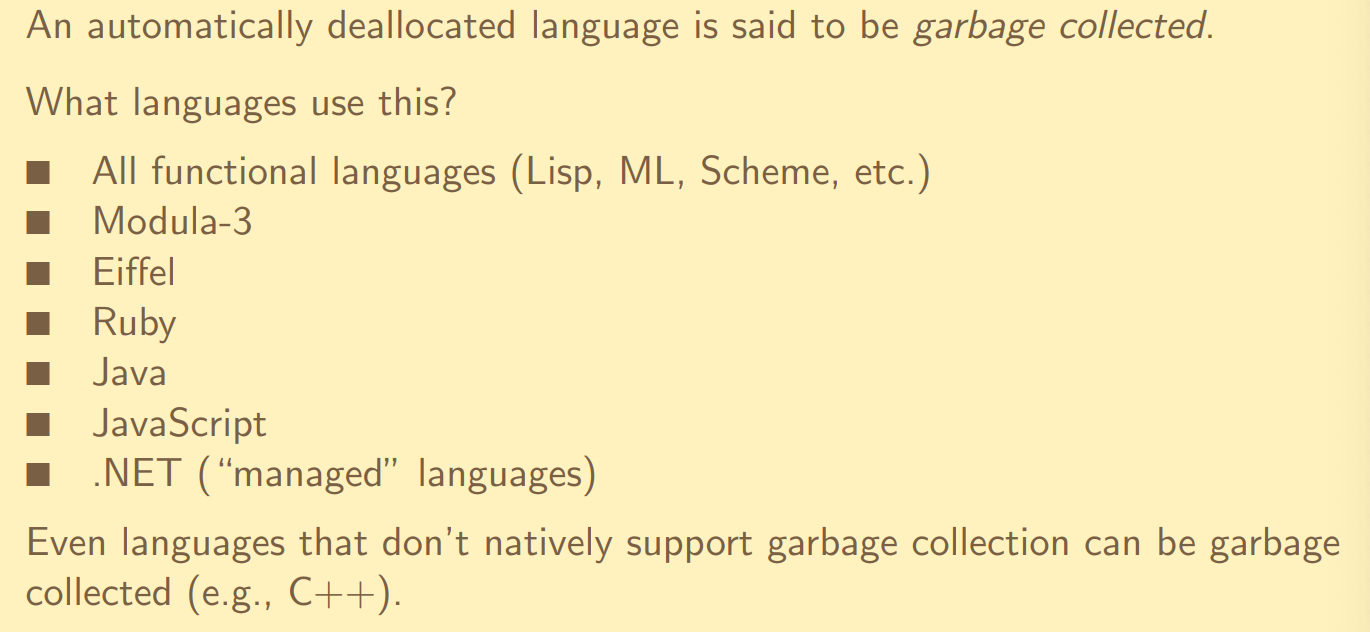 An automatically deallocated language is said to be garbage collected.
What languages use this?
■ All functional languages (Lisp, ML, Scheme, etc.)
■ Modula-3
■ Eiffel
■ Ruby
■ Java
■ JavaScript
■ .NET (“managed” languages)
Even languages that don’t natively support garbage collection can be garbage
collected (e.g., C++).